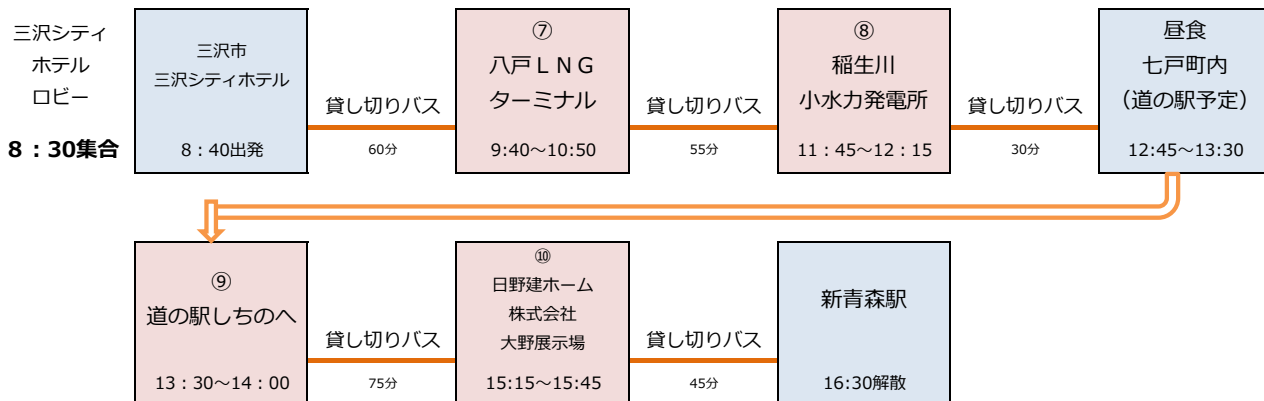 三沢シティ
ホテル
ロビー
8：30集合
三沢市
三沢シティホテル
8：40出発
貸し切りバス
60分
⑦
八戸ＬＮＧ
ターミナル
9:40～10:50
貸し切りバス
55分
⑧
稲生川
小水力発電所
11：45～12：15
貸し切りバス
30分
昼食
七戸町内
（道の駅予定）
12:45～13:30
⑨
道の駅しちのへ
13：30～14：00
貸し切りバス
75分
⑩
日野建ホーム
株式会社
大野展示場
15:15～15:45
貸し切りバス
45分
新青森駅
16:30解散